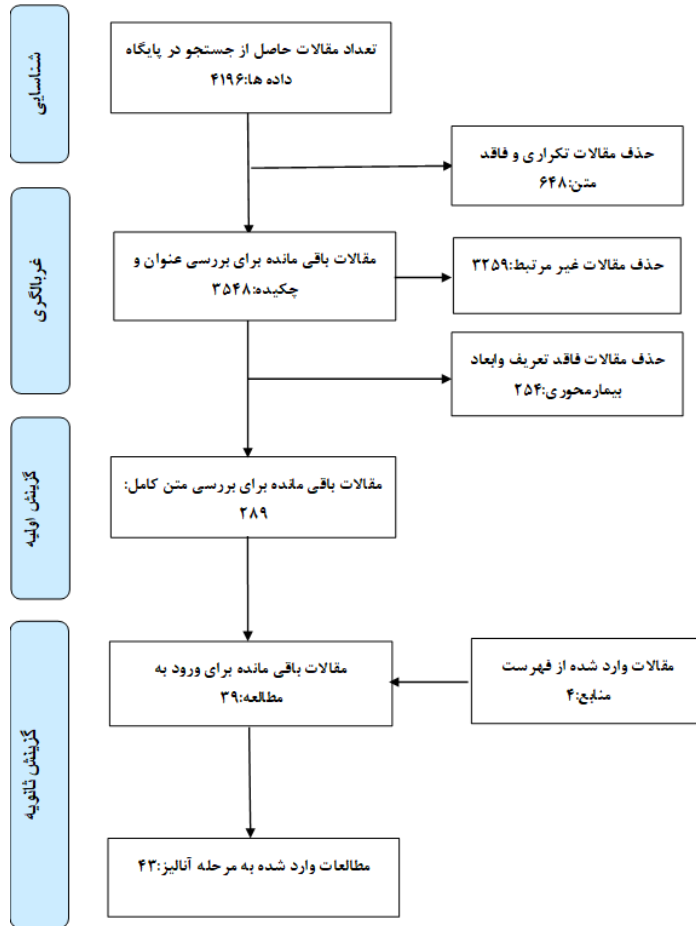 شناسایی
تعداد مقالات حاصل از جستجو در پایگاه
داده ها:۴۱۹۶
حذف مقالات تکراری و فاقد
متن:۶۴۸
غربالگری
مقالات باقی مانده برای بررسی عنوان و
چکیده:۳۵۴۸
حذف مقالات غیر مرتبط:۳۲۵۹
حذف مقالات فاقد تعریف وابعاد
بیمارمحوری:۲۵۴
گزینش اولیه
مقالات باقی مانده برای بررسی متن کامل:
۲۸۹
گزینش ثانویه
مقالات باقی مانده برای ورود به
مطالعه:۳۹
مقالات وارد شده از فهرست
منابع:۴
مطالعات وارد شده به مرحله آنالیز:۴۳